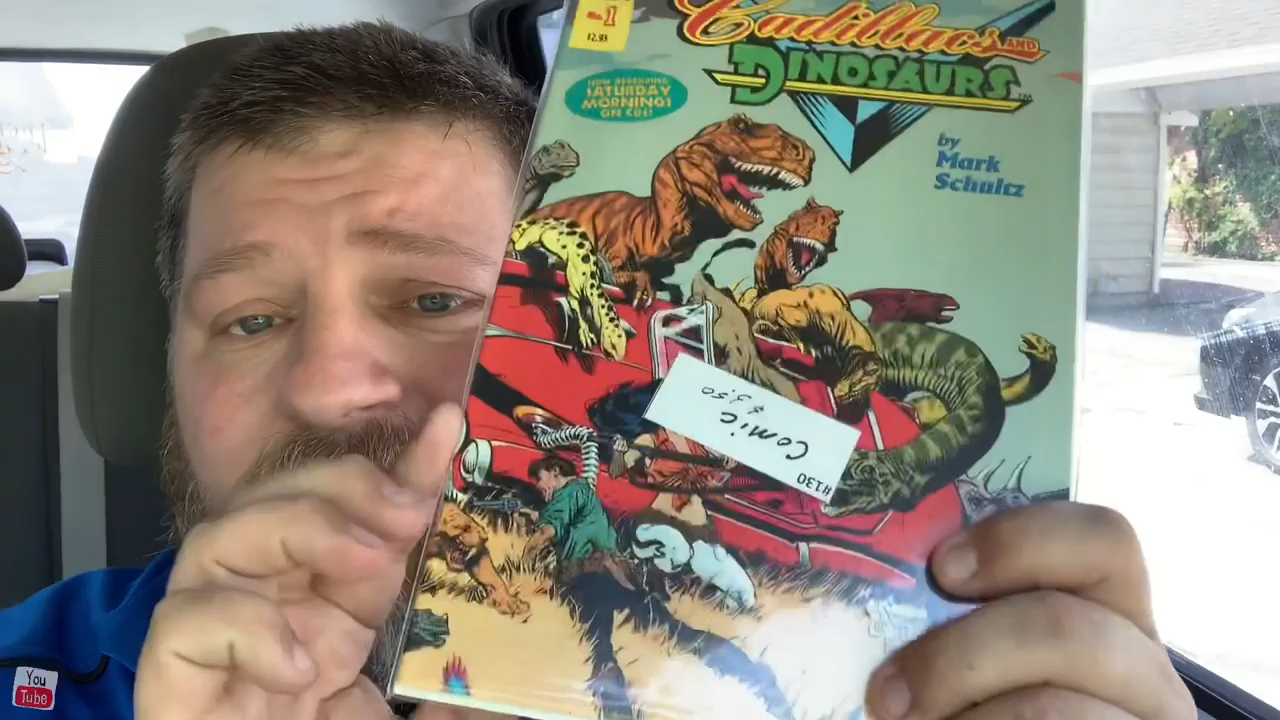 No. 1
$2.95
Cadillacs AND
DINOSAURS™
NOW APPEARING
SATURDAY
MORNINGS
ON CBS!
by
Mark
Schultz
Comic
$3.50
#130
You
Tube